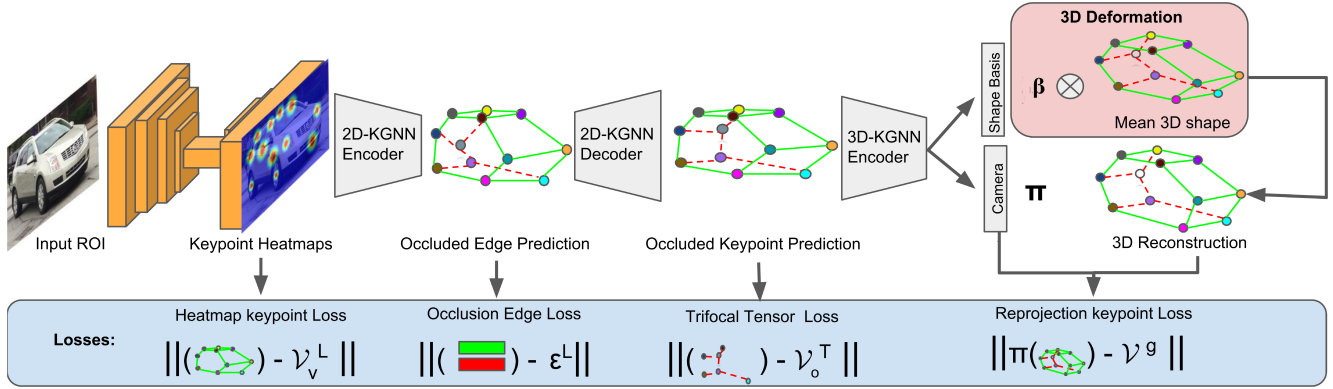 3D Deformation
Shape Basis
β ⊗
Mean 3D shape
2D-KGNN
Encoder
2D-KGNN
Decoder
3D-KGNN
Encoder
Camera
π
Input ROI
Keypoint Heatmaps
Occluded Edge Prediction
Occluded Keypoint Prediction
3D Reconstruction
Losses:
Heatmap keypoint Loss
||( ) - 𝒱ᵥᴸ ||
Occlusion Edge Loss
||( ) - εᴸ||
Trifocal Tensor Loss
||( ) - 𝒱ₒᵀ ||
Reprojection keypoint Loss
||π( ) - 𝒱ᵍ ||